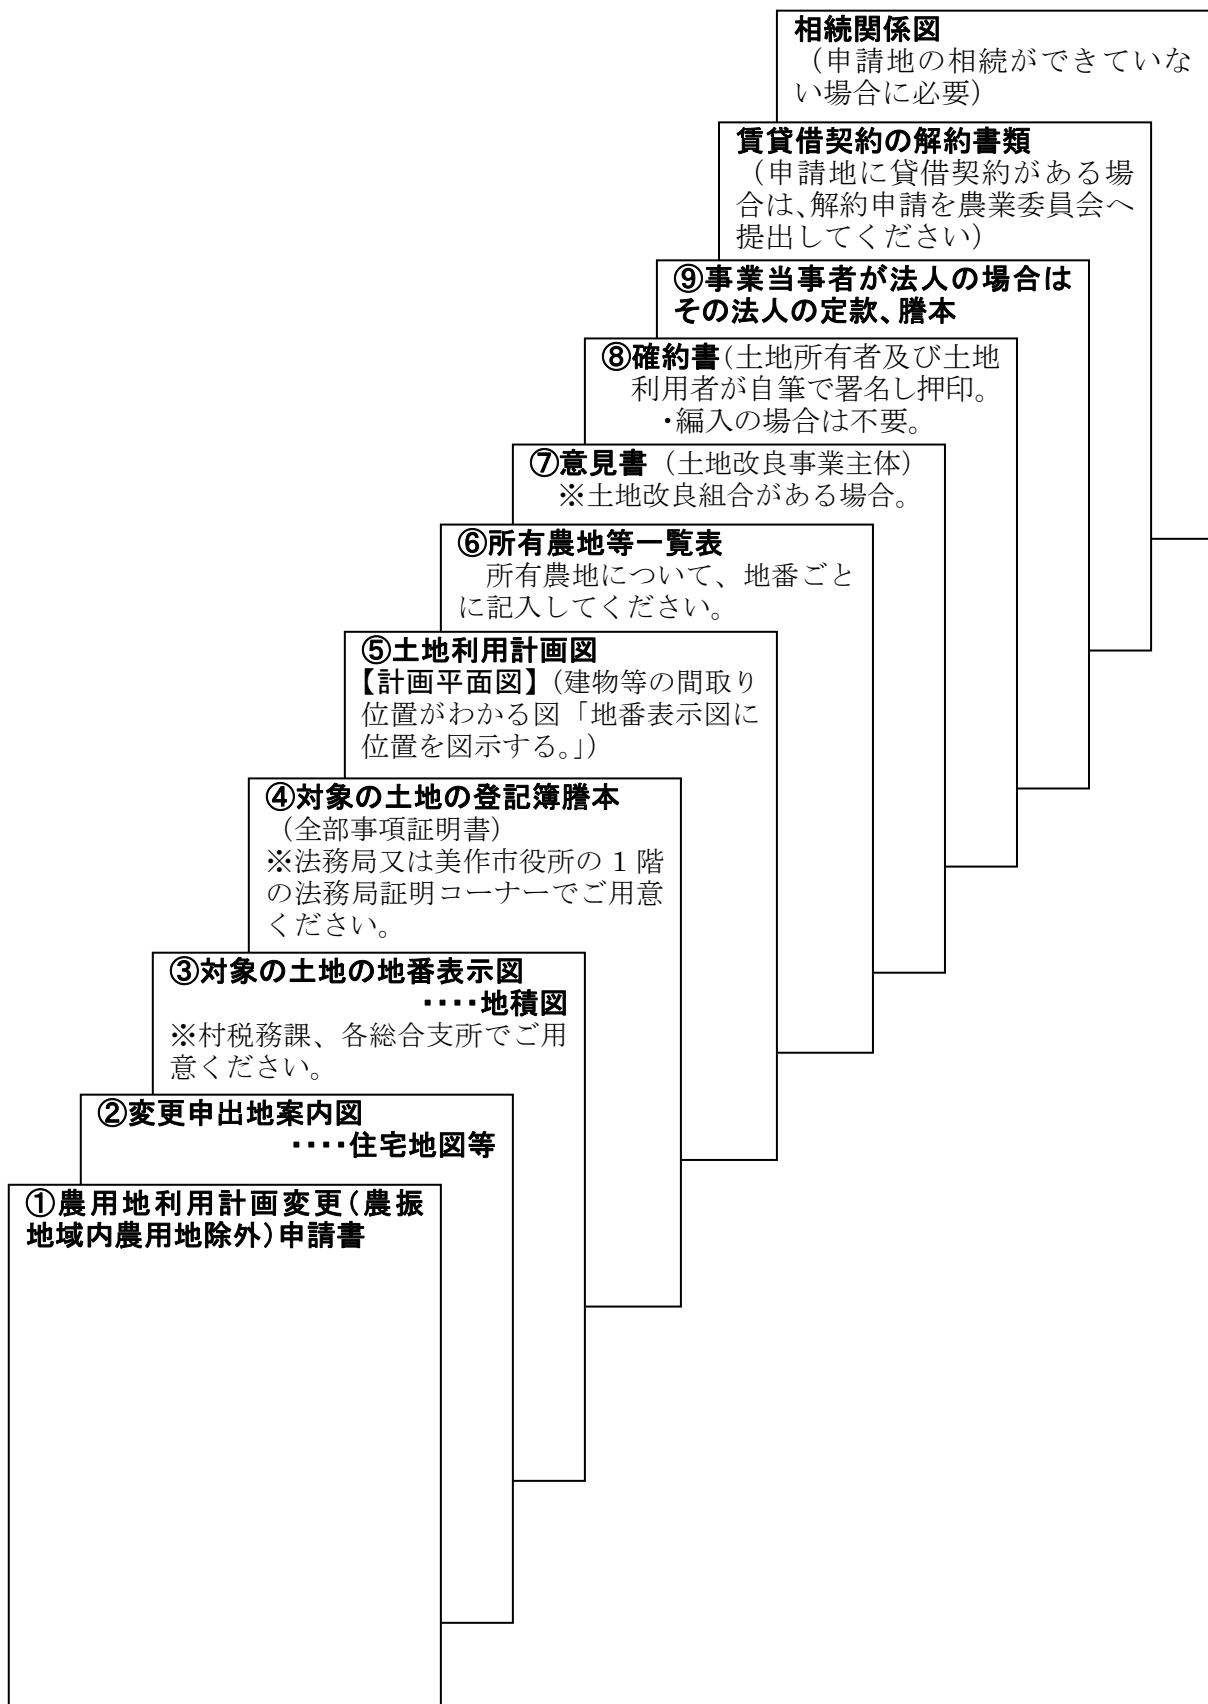 相続関係図
（申請地の相続ができていな
い場合に必要）
賃貸借契約の解約書類
（申請地に貸借契約がある場
合は、解約申請を農業委員会へ
提出してください）
⑨事業当事者が法人の場合は
その法人の定款、謄本
⑧確約書(土地所有者及び土地
利用者が自筆で署名し押印。
・編入の場合は不要。
⑦意見書（土地改良事業主体）
※土地改良組合がある場合。
⑥所有農地等一覧表
所有農地について、地番ごと
に記入してください。
⑤土地利用計画図
【計画平面図】（建物等の間取り
位置がわかる図「地番表示図に
位置を図示する。」）
④対象の土地の登記簿謄本
（全部事項証明書）
※法務局又は美作市役所の１階
の法務局証明コーナーでご用意
ください。
③対象の土地の地番表示図
････地積図
※村税務課、各総合支所でご用
意ください。
②変更申出地案内図
････住宅地図等
①農用地利用計画変更(農振
地域内農用地除外)申請書